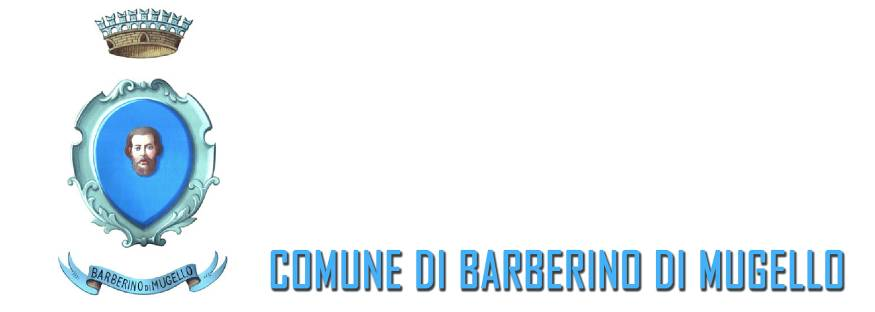 BARBERINO DI MUGELLO
COMUNE DI BARBERINO DI MUGELLO